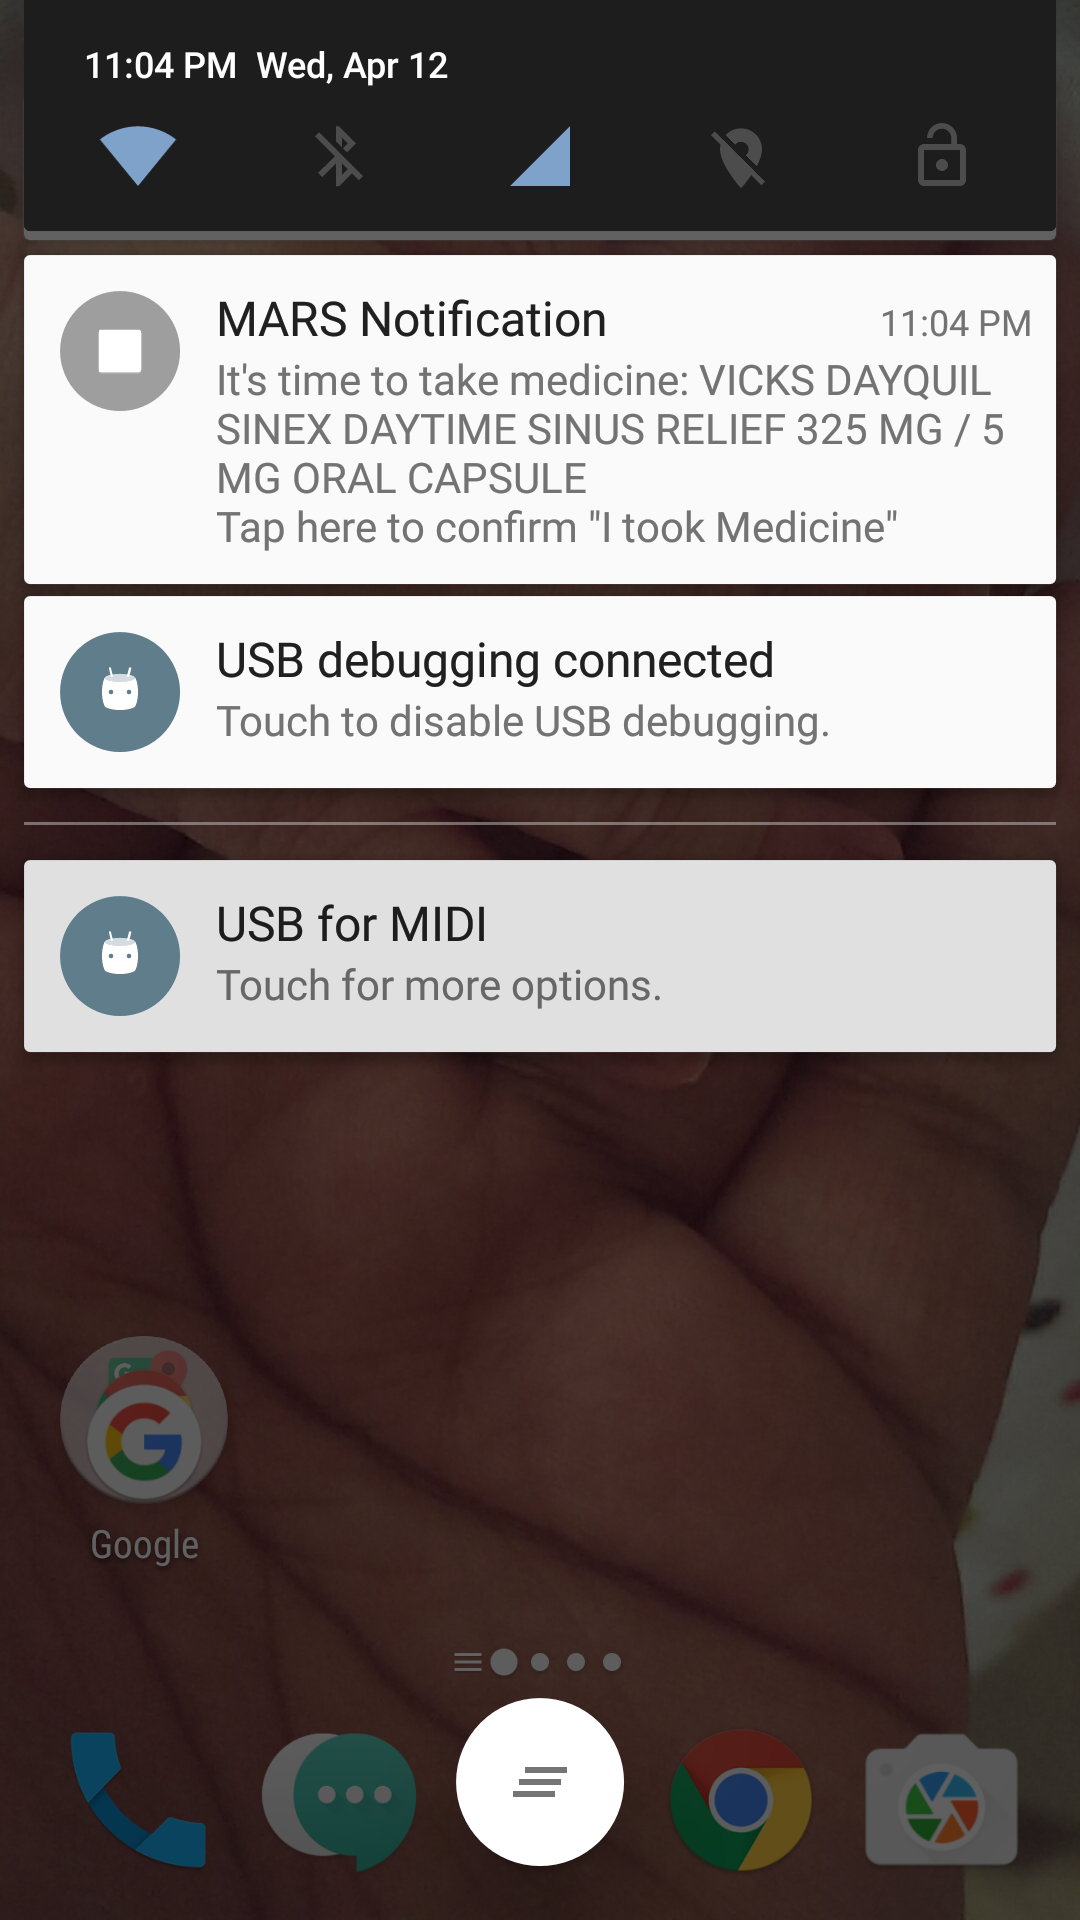 11:04 PM Wed, Apr 12
MARS Notification 11:04 PM
It's time to take medicine: VICKS DAYQUIL
SINEX DAYTIME SINUS RELIEF 325 MG / 5
MG ORAL CAPSULE
Tap here to confirm "I took Medicine"
USB debugging connected
Touch to disable USB debugging.
USB for MIDI
Touch for more options.
Google